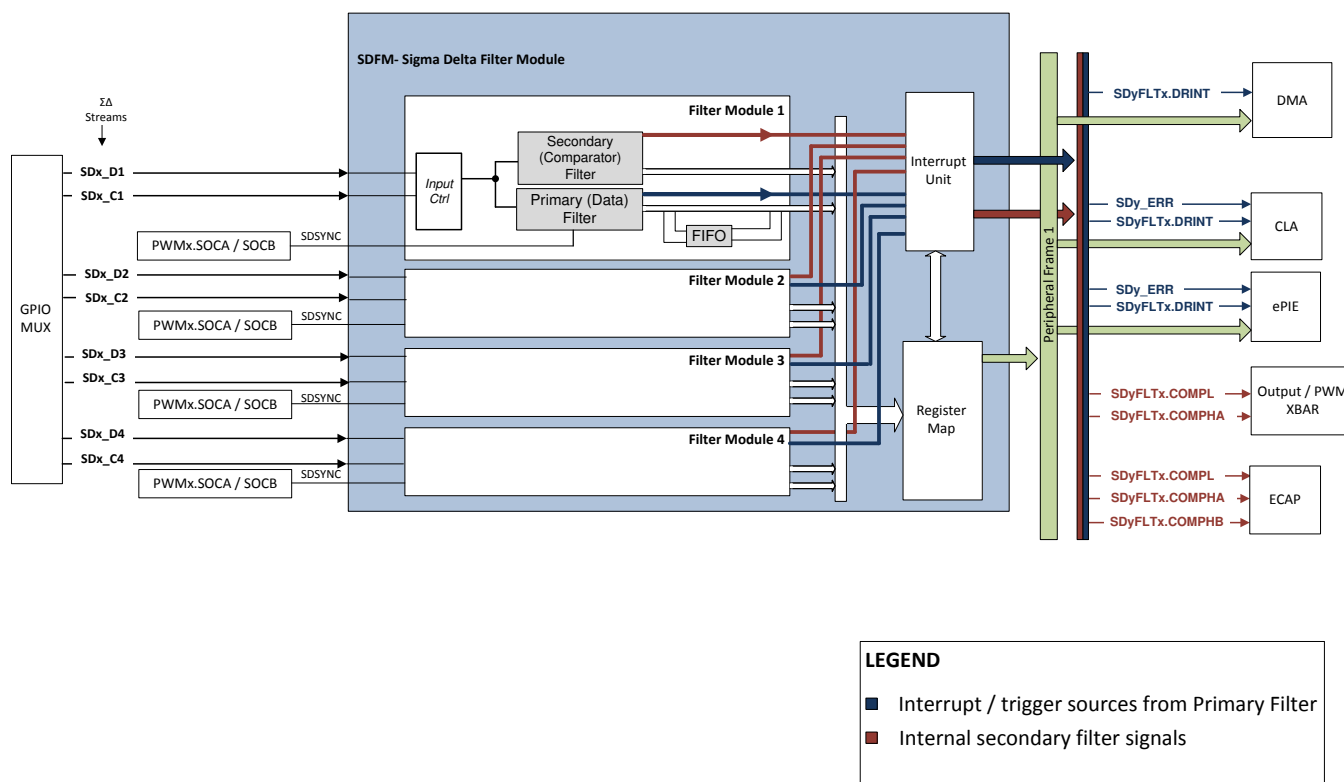 SDFM- Sigma Delta Filter Module
ΣΔ
Streams
GPIO
MUX
SDx_D1
SDx_C1
PWMx.SOCA / SOCB
SDSYNC
SDx_D2
SDx_C2
PWMx.SOCA / SOCB
SDSYNC
SDx_D3
SDx_C3
PWMx.SOCA / SOCB
SDSYNC
SDx_D4
SDx_C4
PWMx.SOCA / SOCB
SDSYNC
Filter Module 1
Input
Ctrl
Secondary
(Comparator)
Filter
Primary (Data)
Filter
FIFO
Filter Module 2
Filter Module 3
Filter Module 4
Interrupt
Unit
Register
Map
Peripheral Frame 1
SDyFLTx.DRINT
DMA
SDy_ERR
SDyFLTx.DRINT
CLA
SDy_ERR
SDyFLTx.DRINT
ePIE
SDyFLTx.COMPL
SDyFLTx.COMPHA
Output / PWM
XBAR
SDyFLTx.COMPL
SDyFLTx.COMPHA
SDyFLTx.COMPHB
ECAP
LEGEND
Interrupt / trigger sources from Primary Filter
Internal secondary filter signals